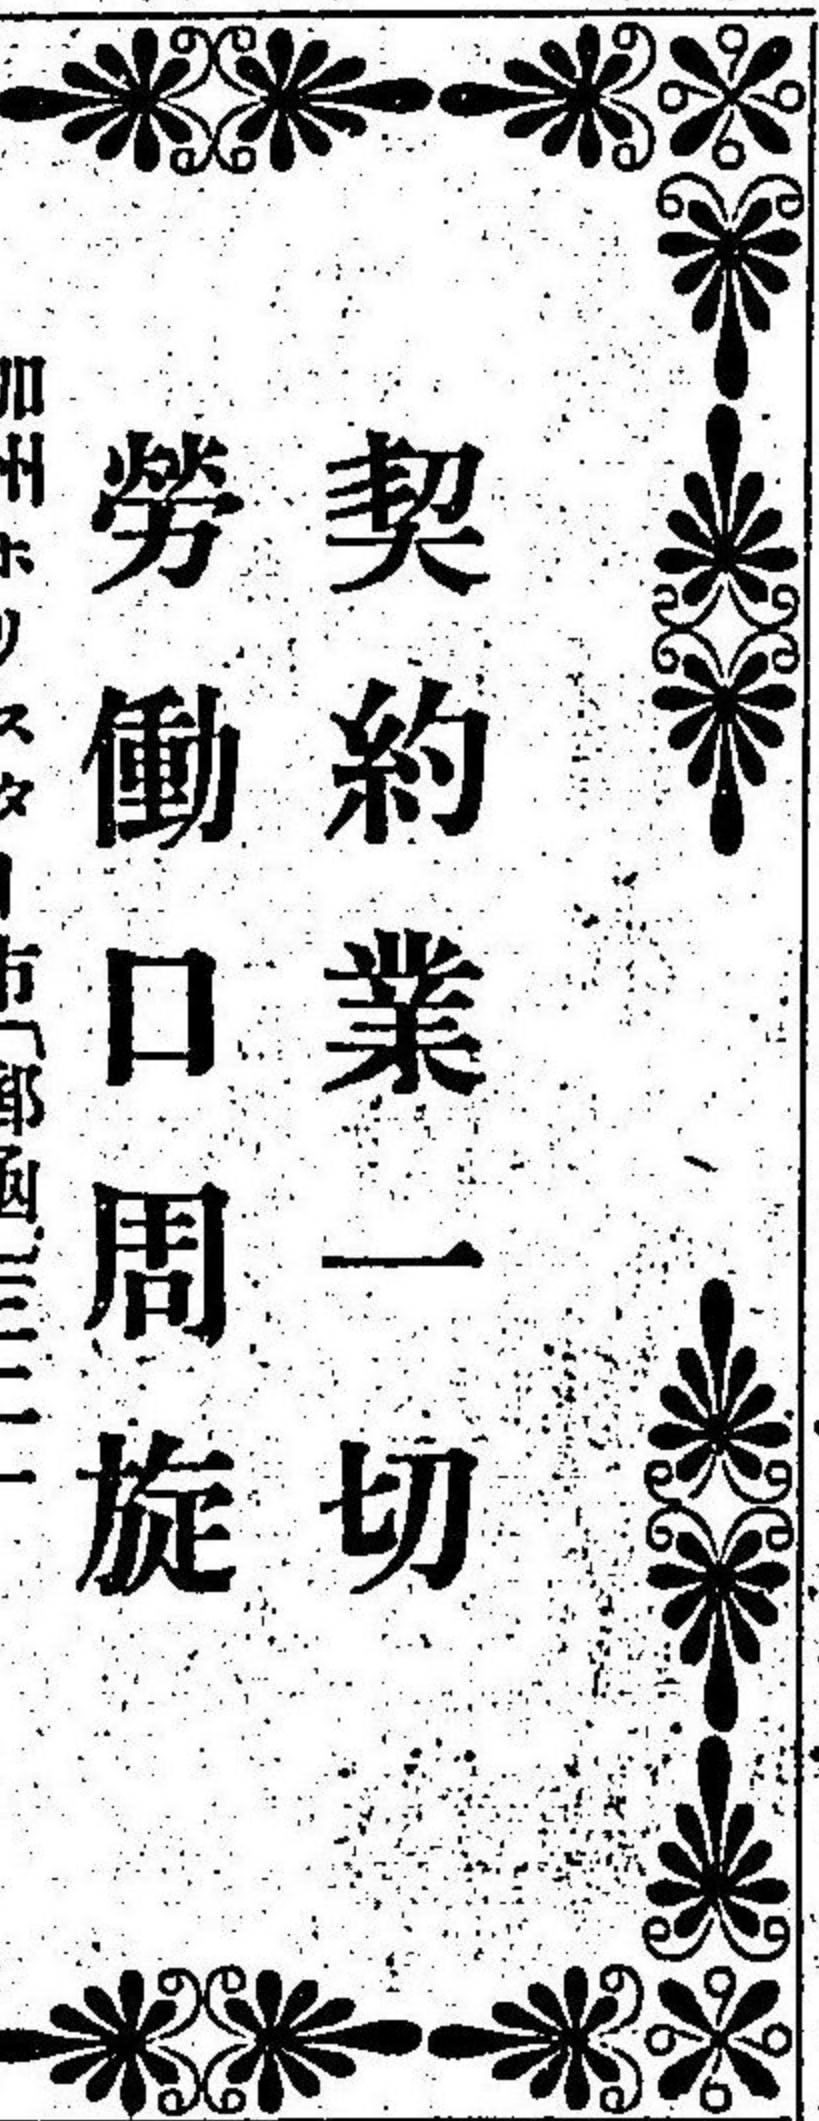 契約業一切
勞働口周旋
加州ホリスター市(郵函)三二一